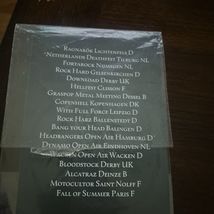 Ragnarök Lichtenfels D
Netherlands Deathfest Tilburg NL
Fortarock Nijmegen NL
Rock Hard Gelsenkirchen D
Download Derby UK
Hellfest Clisson F
Graspop Metal Meeting Dessel B
Copenhell Kopenhagen DK
With Full Force Leipzig D
Rock Harz Ballenstedt D
Bang Your Head Balingen D
Headbangers Open Air Hamburg D
Dynamo Open Air Eindhoven NL
Wacken Open Air Wacken D
Bloodstock Derby UK
Alcatraz Deinze B
Motocultor Saint Nolff F
Fall of Summer Paris F